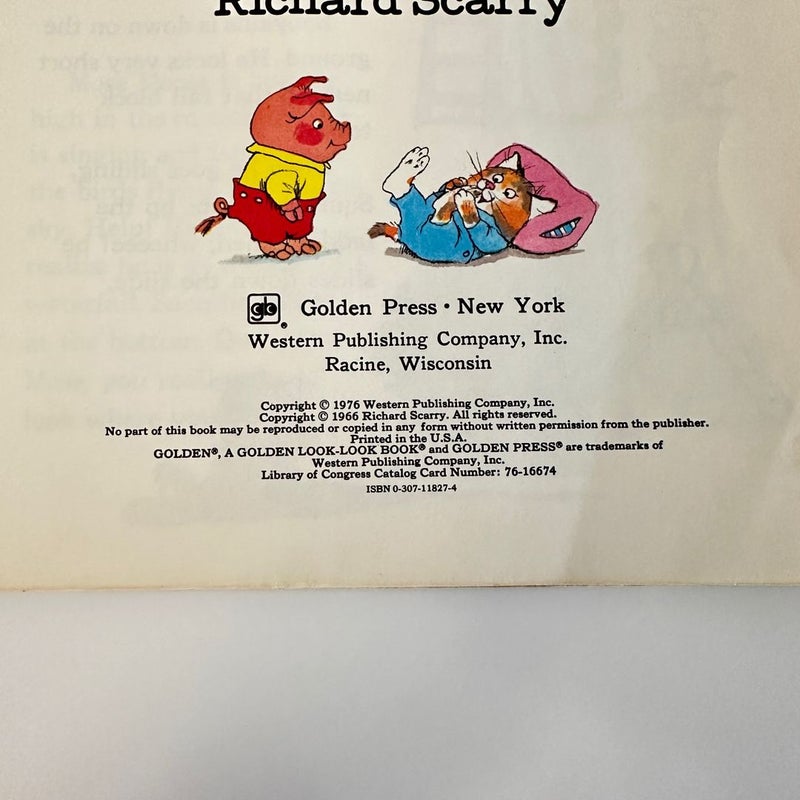 Richard Scarry
gb® Golden Press • New York
Western Publishing Company, Inc.
Racine, Wisconsin
Copyright © 1976 Western Publishing Company, Inc.
Copyright © 1966 Richard Scarry. All rights reserved.
No part of this book may be reproduced or copied in any form without written permission from the publisher.
Printed in the U.S.A.
GOLDEN®, A GOLDEN LOOK-LOOK BOOK® and GOLDEN PRESS® are trademarks of
Western Publishing Company, Inc.
Library of Congress Catalog Card Number: 76-16674
ISBN 0-307-11827-4